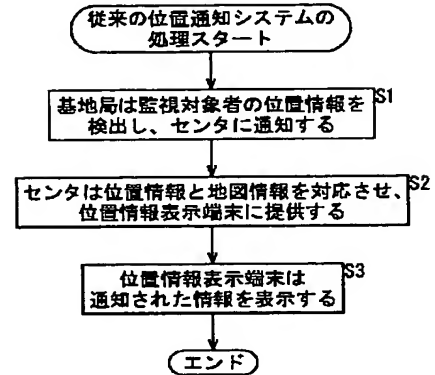 従来の位置通知システムの
処理スタート
基地局は監視対象者の位置情報を
検出し、センタに通知する
S1
センタは位置情報と地図情報を対応させ、
位置情報表示端末に提供する
S2
位置情報表示端末は
通知された情報を表示する
S3
エンド